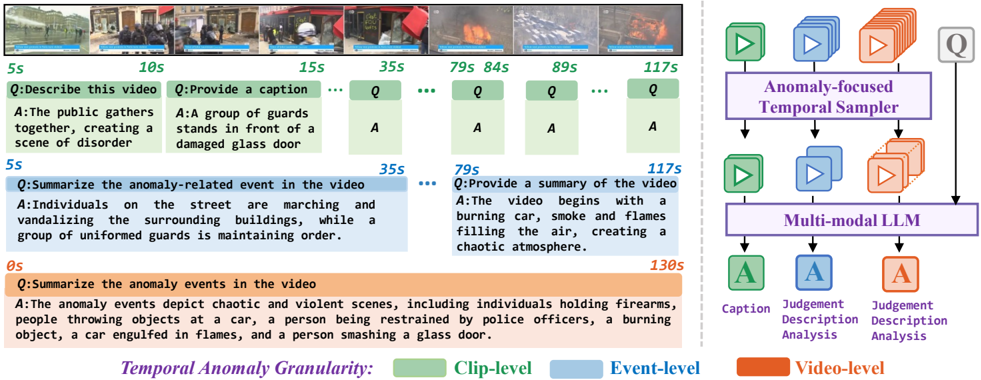 5s
10s
15s
35s
79s 84s
89s
117s
Q:Describe this video
A:The public gathers
together, creating a
scene of disorder
Q:Provide a caption
A:A group of guards
stands in front of a
damaged glass door
...
Q
A
...
Q
A
Q
A
...
Q
A
5s
35s
Q:Summarize the anomaly-related event in the video
A:Individuals on the street are marching and
vandalizing the surrounding buildings, while a
group of uniformed guards is maintaining order.
...
79s
117s
Q:Provide a summary of the video
A:The video begins with a
burning car, smoke and flames
filling the air, creating a
chaotic atmosphere.
0s
130s
Q:Summarize the anomaly events in the video
A:The anomaly events depict chaotic and violent scenes, including individuals holding firearms,
people throwing objects at a car, a person being restrained by police officers, a burning
object, a car engulfed in flames, and a person smashing a glass door.
Q
Anomaly-focused
Temporal Sampler
Multi-modal LLM
A
A
A
Caption
Judgement
Description
Analysis
Judgement
Description
Analysis
Temporal Anomaly Granularity:
Clip-level
Event-level
Video-level